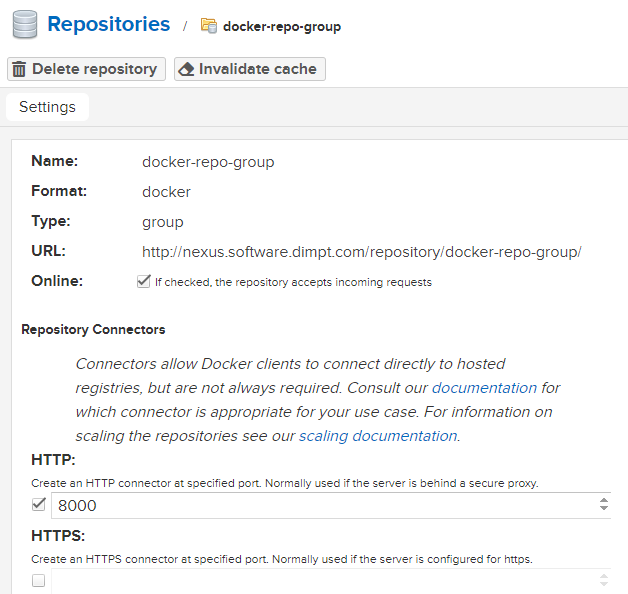 Repositories / docker-repo-group
Delete repository Invalidate cache
Settings
Name: docker-repo-group
Format: docker
Type: group
URL: http://nexus.software.dimpt.com/repository/docker-repo-group/
Online: If checked, the repository accepts incoming requests
Repository Connectors
Connectors allow Docker clients to connect directly to hosted
registries, but are not always required. Consult our documentation for
which connector is appropriate for your use case. For information on
scaling the repositories see our scaling documentation.
HTTP:
Create an HTTP connector at specified port. Normally used if the server is behind a secure proxy.
8000
HTTPS:
Create an HTTPS connector at specified port. Normally used if the server is configured for https.